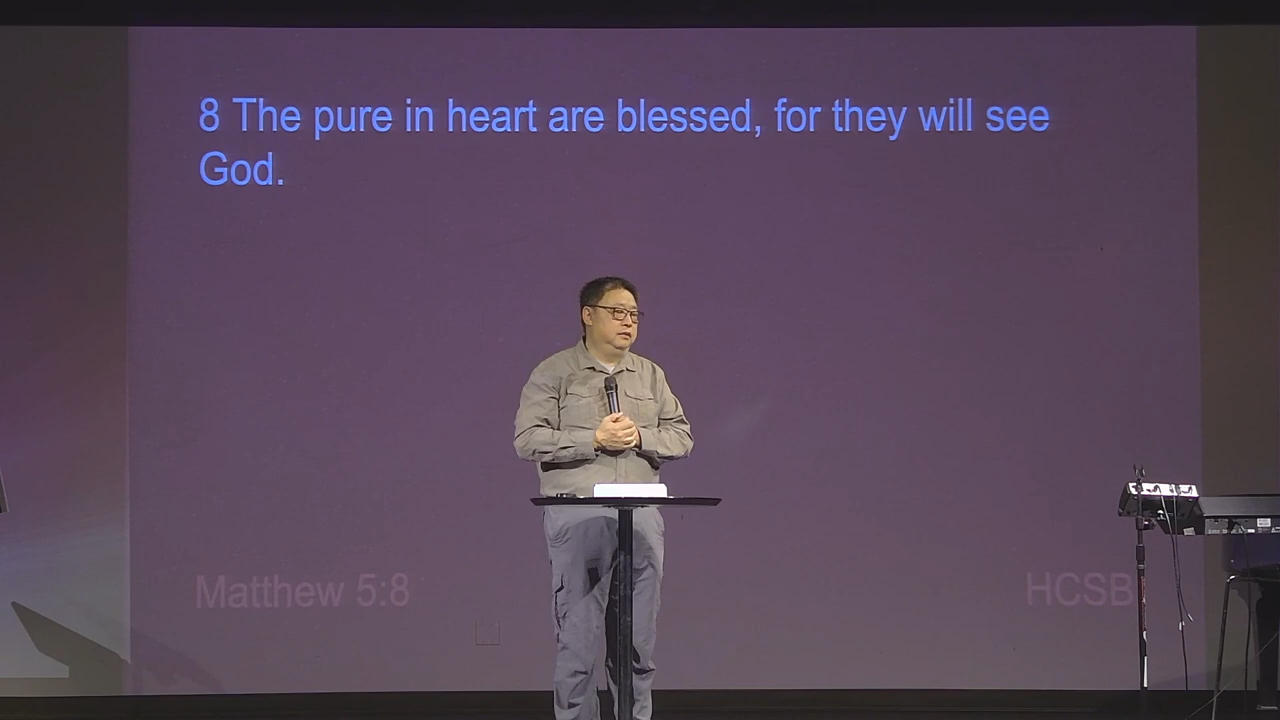 8 The pure in heart are blessed, for they will see
God.
Matthew 5:8
HCSB